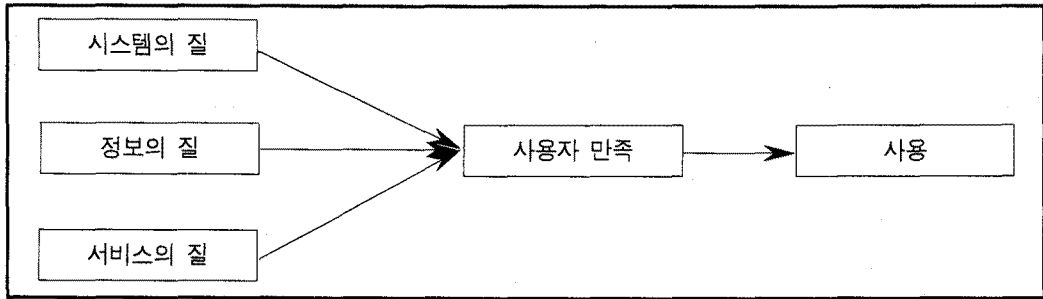 시스템의 질
정보의 질
사용자 만족
사용
서비스의 질